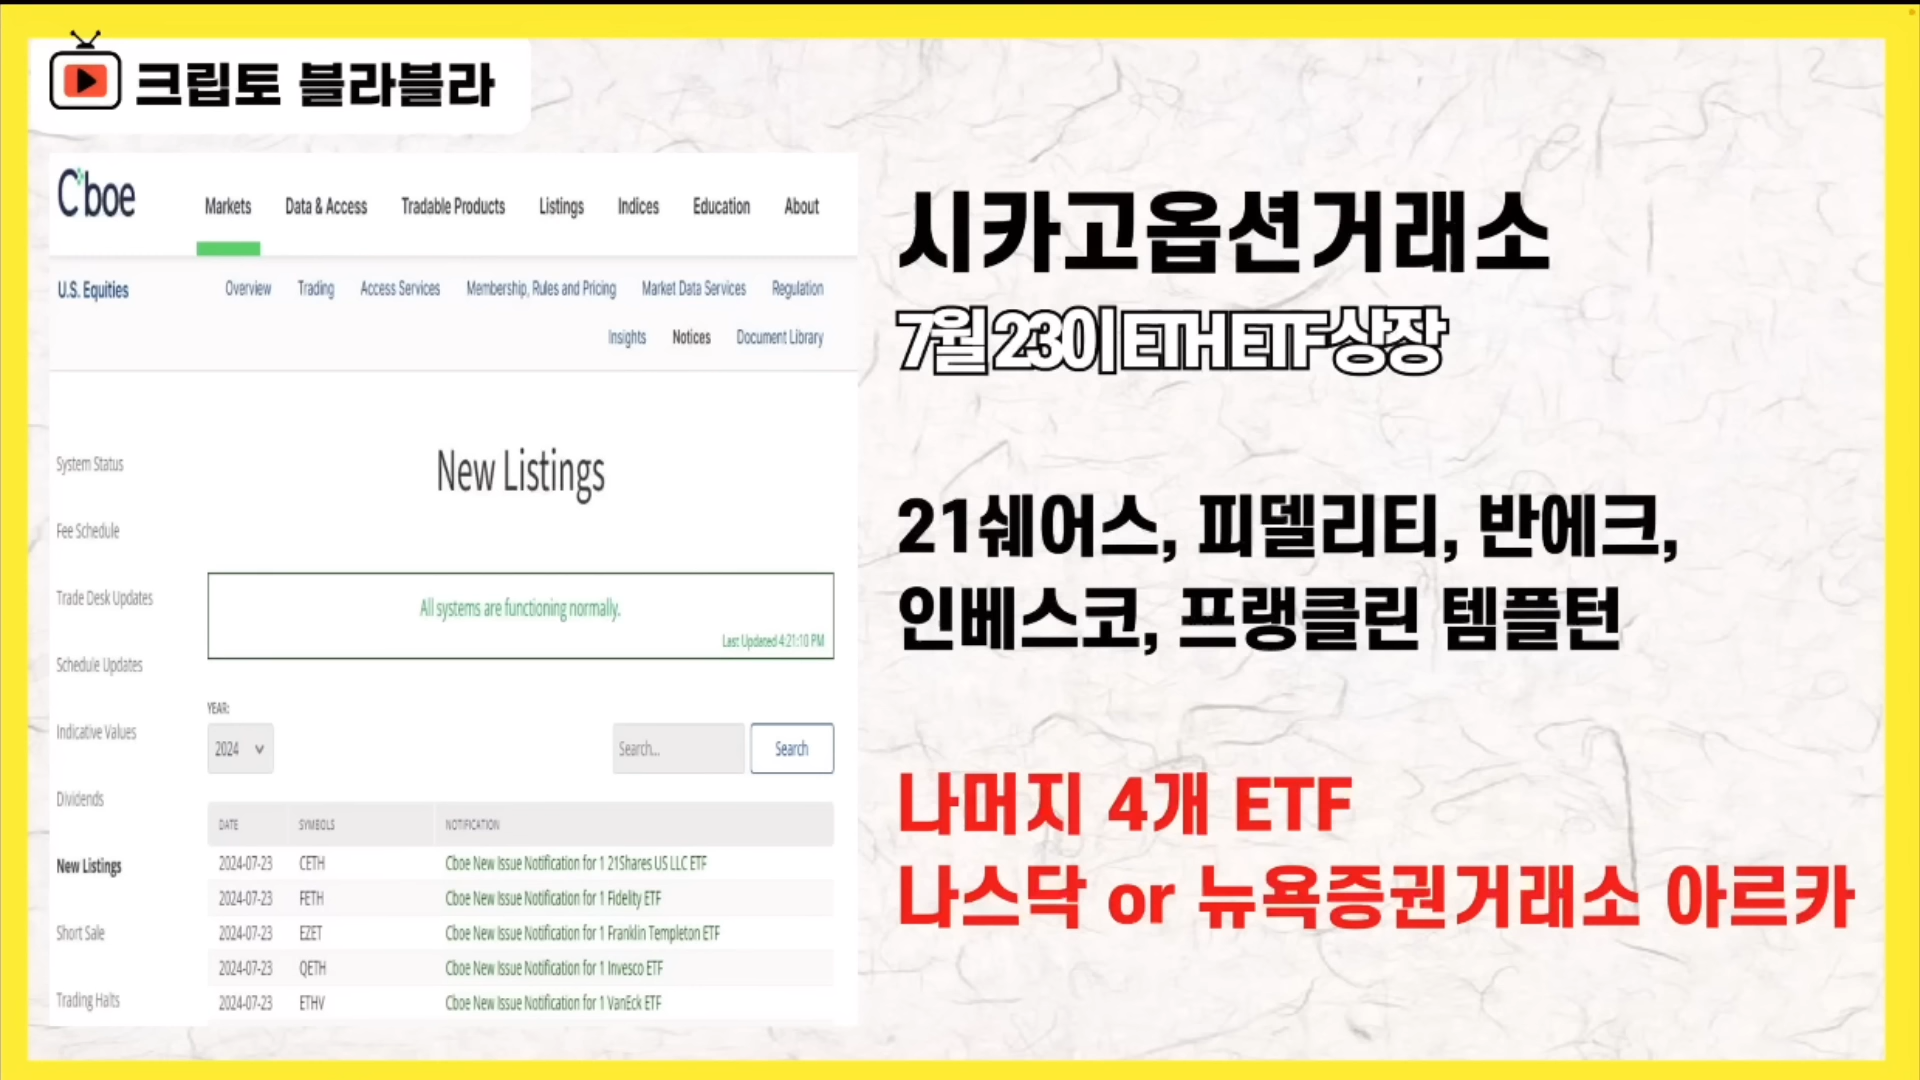 크립토 블라블라
Cboe
Markets Data & Access Tradable Products Listings Indices Education About
U.S. Equities Overview Trading Access Services Membership, Rules and Pricing Market Data Services Regulation
Insights Notices Document Library
System Status
Fee Schedule
Trade Desk Updates
Schedule Updates
Indicative Values
Dividends
New Listings
Short Sale
Trading Halts
New Listings
All systems are functioning normally.
Last Updated 4:21:10 PM
YEAR:
2024 Search... Search
DATE SYMBOLS NOTIFICATION
2024-07-23 CETH Cboe New Issue Notification for 1 21Shares US LLC ETF
2024-07-23 FETH Cboe New Issue Notification for 1 Fidelity ETF
2024-07-23 EZET Cboe New Issue Notification for 1 Franklin Templeton ETF
2024-07-23 QETH Cboe New Issue Notification for 1 Invesco ETF
2024-07-23 ETHV Cboe New Issue Notification for 1 VanEck ETF
시카고옵션거래소
7월 23이 ETH ETF 상장
21쉐어스, 피델리티, 반에크,
인베스코, 프랭클린 템플턴
나머지 4개 ETF
나스닥 or 뉴욕증권거래소 아르카